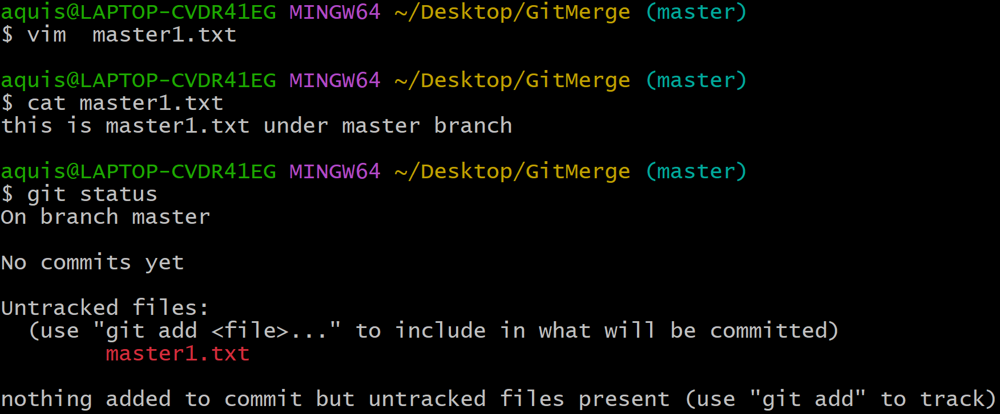 aquis@LAPTOP-CVDR41EG MINGW64 ~/Desktop/GitMerge (master)
$ vim  master1.txt
aquis@LAPTOP-CVDR41EG MINGW64 ~/Desktop/GitMerge (master)
$ cat master1.txt
this is master1.txt under master branch
aquis@LAPTOP-CVDR41EG MINGW64 ~/Desktop/GitMerge (master)
$ git status
On branch master
No commits yet
Untracked files:
  (use "git add <file>..." to include in what will be committed)
        master1.txt
nothing added to commit but untracked files present (use "git add" to track)